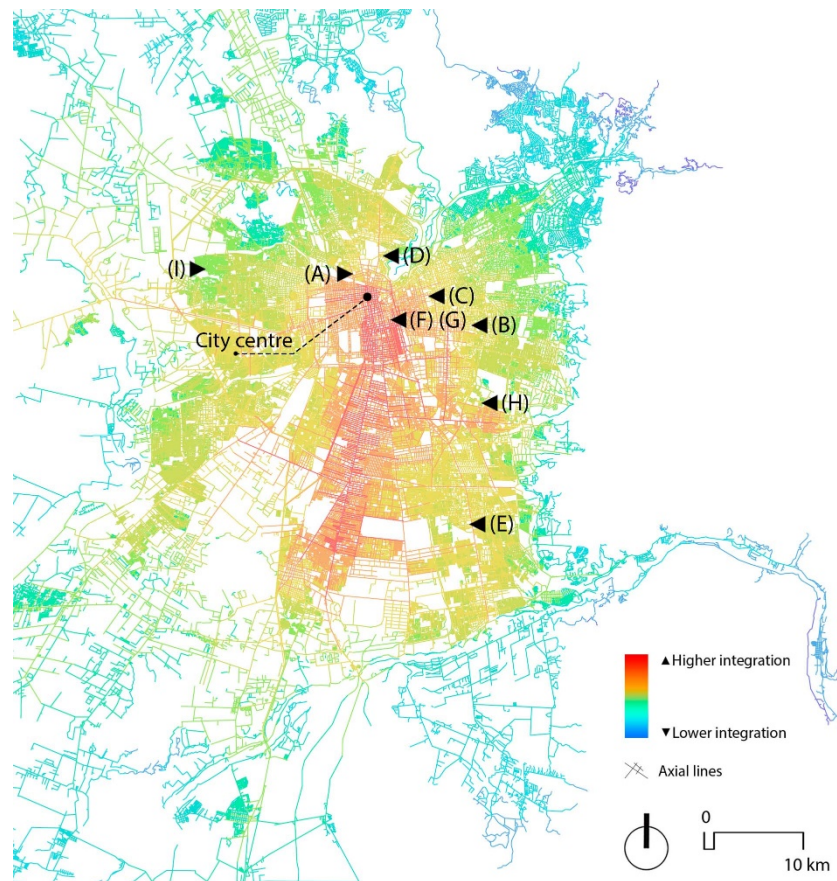 (D)
(I)
(A)
(C)
(F) (G)
(B)
City centre
(H)
(E)
▲Higher integration
▼Lower integration
Axial lines
0
10 km